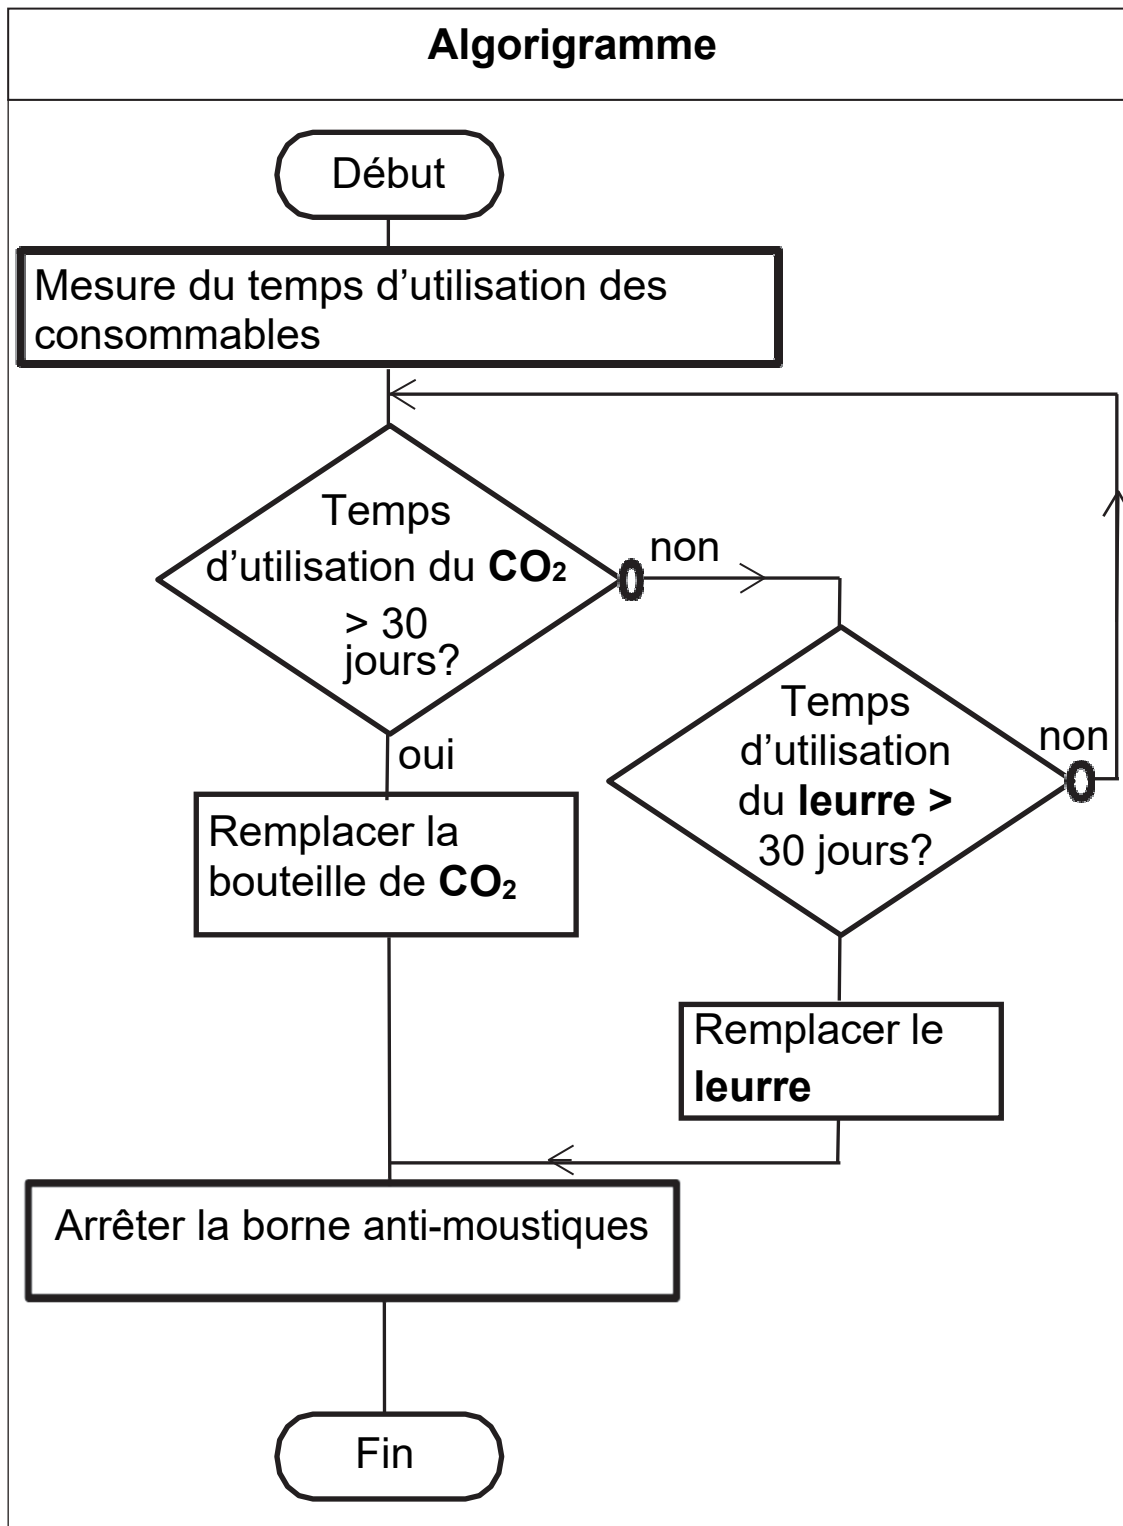 Algorigramme
Début
Mesure du temps d’utilisation des
consommables
Temps
d’utilisation du CO₂
> 30
jours?
non
oui
Remplacer la
bouteille de CO₂
Temps
d’utilisation
du leurre >
30 jours?
non
Remplacer le
leurre
Arrêter la borne anti-moustiques
Fin